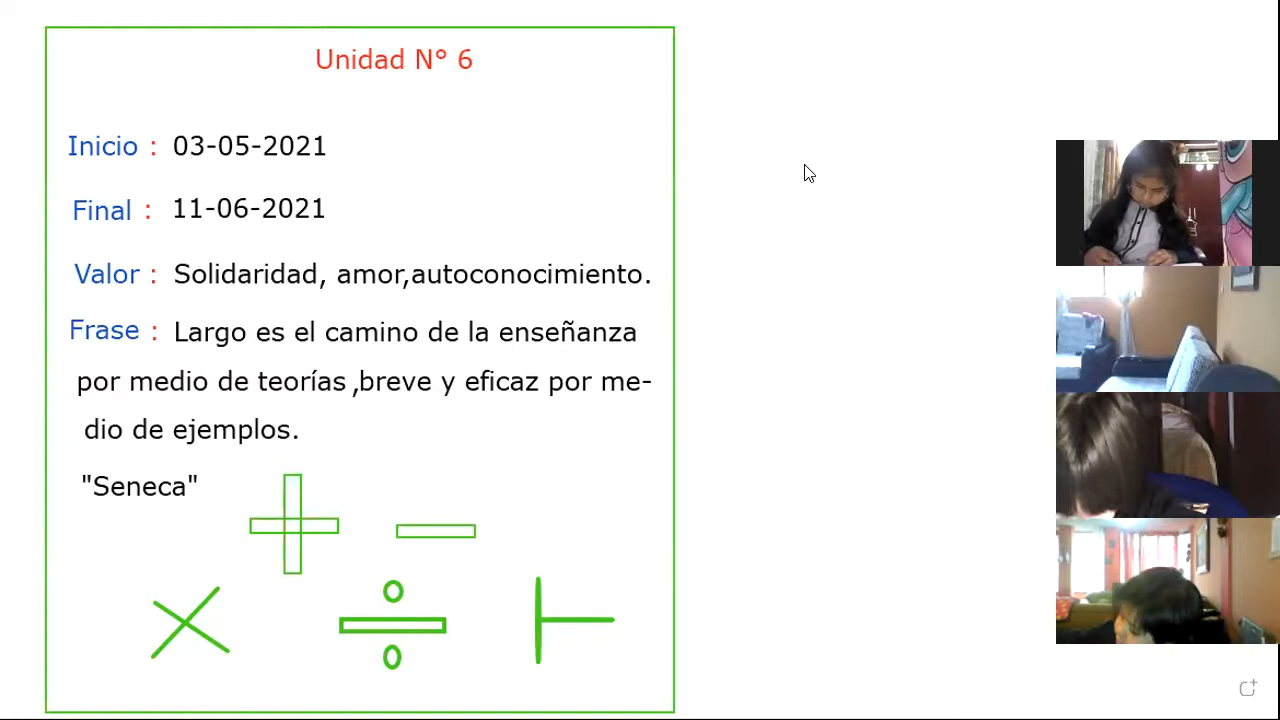 Unidad N° 6
Inicio : 03-05-2021
Final : 11-06-2021
Valor : Solidaridad, amor,autoconocimiento.
Frase : Largo es el camino de la enseñanza
por medio de teorías ,breve y eficaz por me-
dio de ejemplos.
"Seneca"